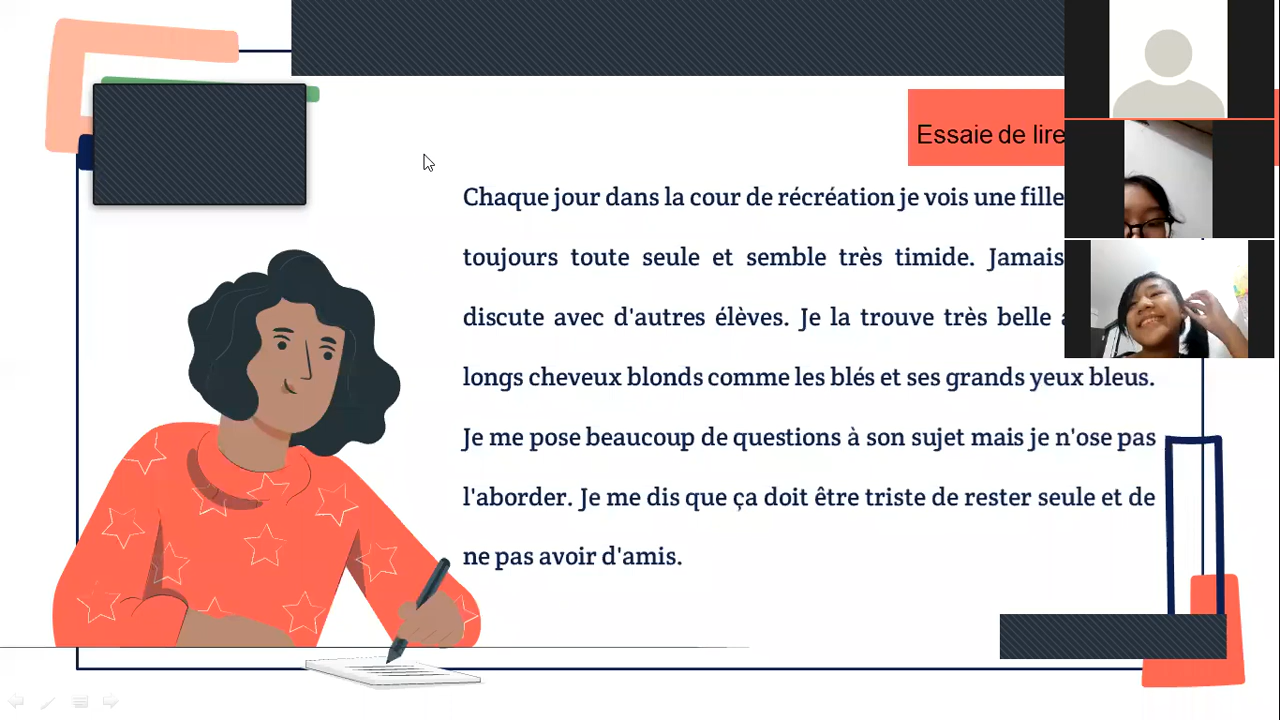 Essaie de lire
Chaque jour dans la cour de récréation je vois une fille
toujours toute seule et semble très timide. Jamais
discute avec d'autres élèves. Je la trouve très belle
longs cheveux blonds comme les blés et ses grands yeux bleus.
Je me pose beaucoup de questions à son sujet mais je n'ose pas
l'aborder. Je me dis que ça doit être triste de rester seule et de
ne pas avoir d'amis.